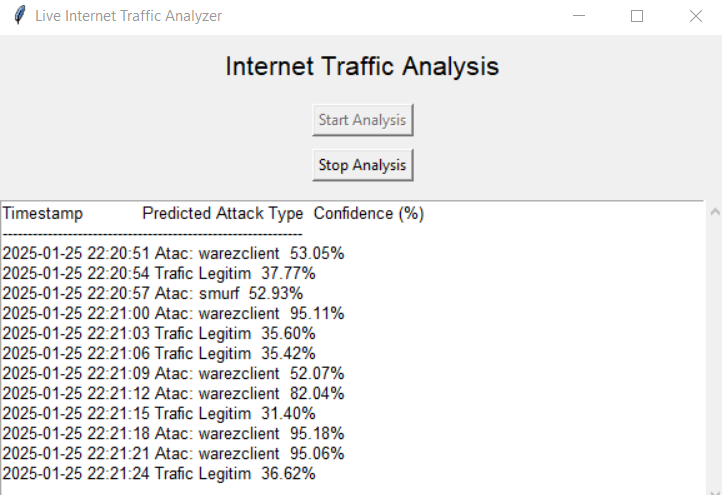 Live Internet Traffic Analyzer
Internet Traffic Analysis
Start Analysis
Stop Analysis
Timestamp Predicted Attack Type Confidence (%)
------------------------------------------------------------
2025-01-25 22:20:51 Atac: warezclient 53.05%
2025-01-25 22:20:54 Trafic Legitim 37.77%
2025-01-25 22:20:57 Atac: smurf 52.93%
2025-01-25 22:21:00 Atac: warezclient 95.11%
2025-01-25 22:21:03 Trafic Legitim 35.60%
2025-01-25 22:21:06 Trafic Legitim 35.42%
2025-01-25 22:21:09 Atac: warezclient 52.07%
2025-01-25 22:21:12 Atac: warezclient 82.04%
2025-01-25 22:21:15 Trafic Legitim 31.40%
2025-01-25 22:21:18 Atac: warezclient 95.18%
2025-01-25 22:21:21 Atac: warezclient 95.06%
2025-01-25 22:21:24 Trafic Legitim 36.62%